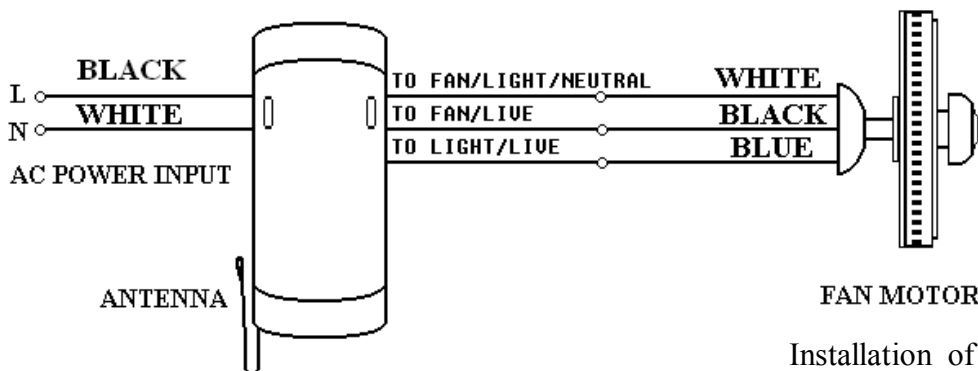 BLACK
L
WHITE
N
AC POWER INPUT
ANTENNA
TO FAN/LIGHT/NEUTRAL WHITE
TO FAN/LIVE BLACK
TO LIGHT/LIVE BLUE
FAN MOTOR
Installation of